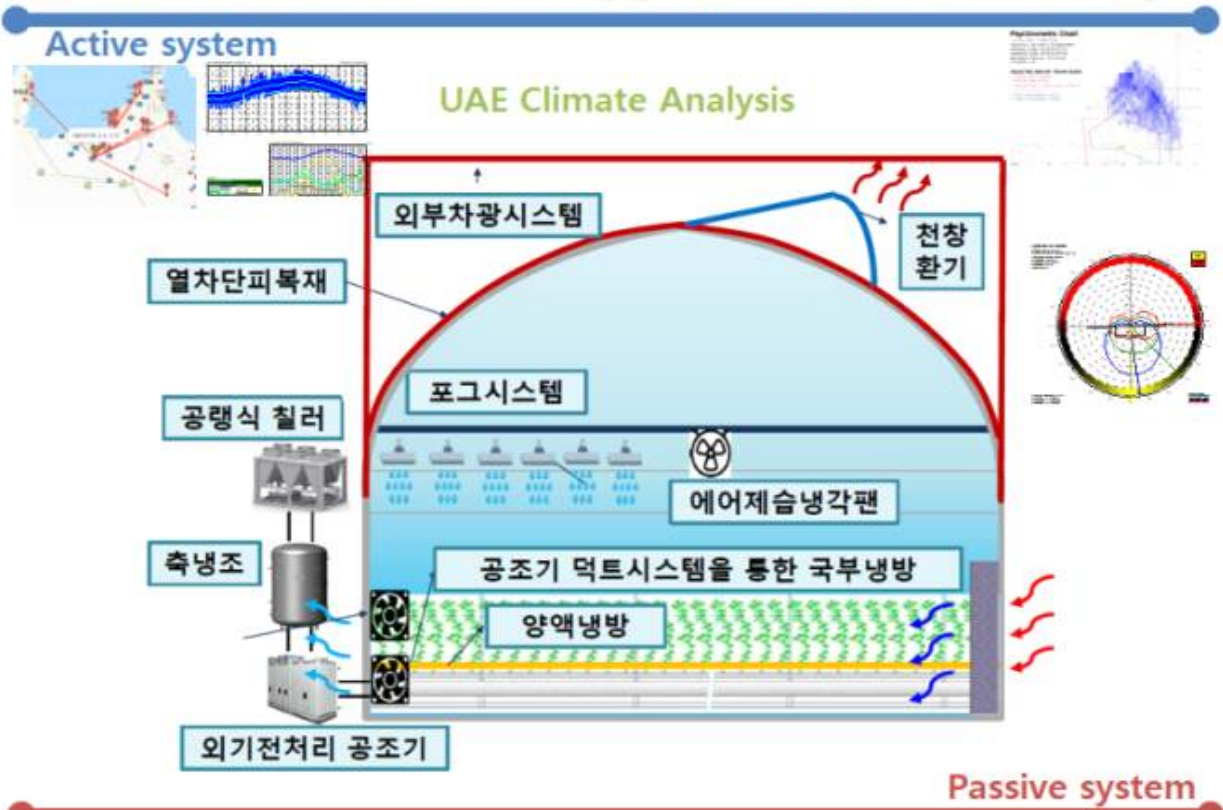 Active system
UAE Climate Analysis
Psychrometric Chart
외부차광시스템
천창
환기
열차단피복재
포그시스템
공랭식 칠러
에어제습냉각팬
축냉조
공조기 덕트시스템을 통한 국부냉방
양액냉방
외기전처리 공조기
Passive system